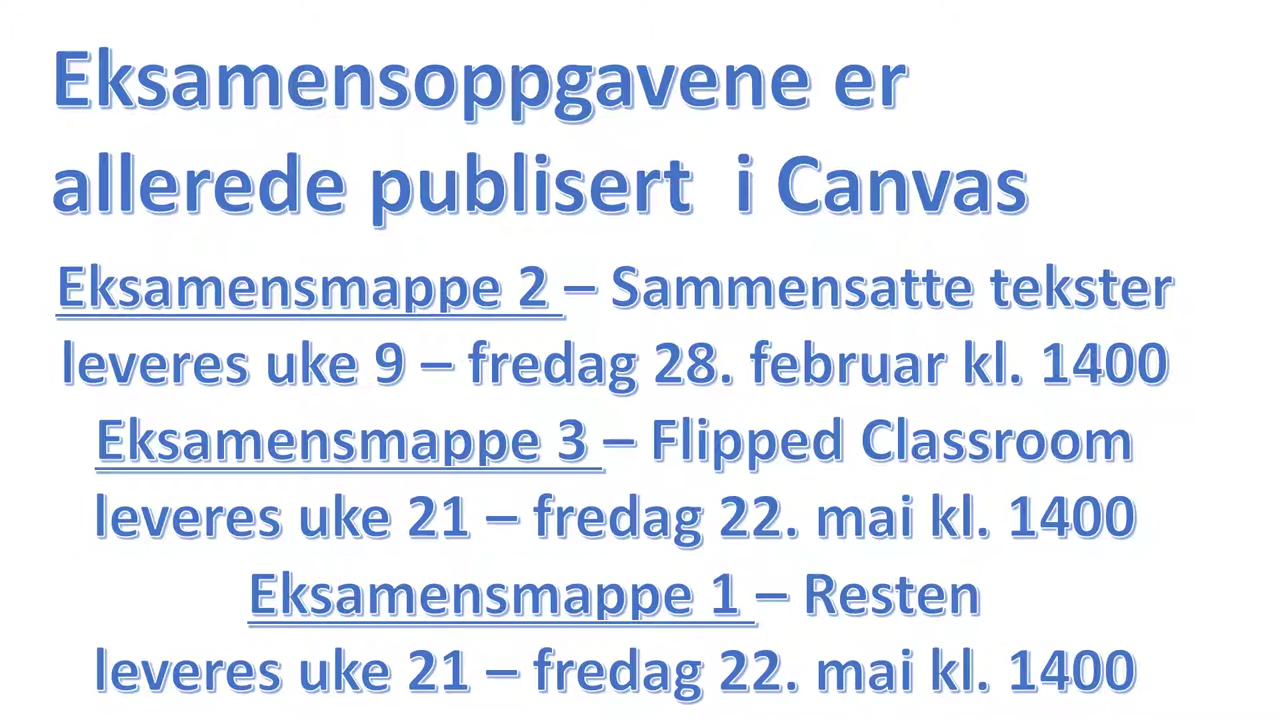 Eksamensoppgavene er
allerede publisert i Canvas
Eksamensmappe 2 – Sammensatte tekster
leveres uke 9 – fredag 28. februar kl. 1400
Eksamensmappe 3 – Flipped Classroom
leveres uke 21 – fredag 22. mai kl. 1400
Eksamensmappe 1 – Resten
leveres uke 21 – fredag 22. mai kl. 1400